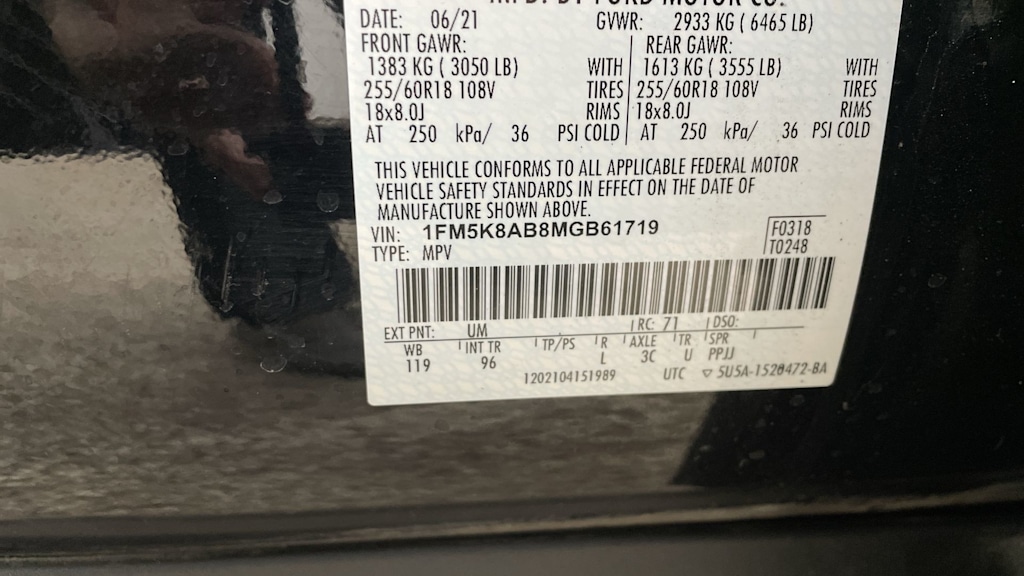 MFD. BY FORD MOTOR CO.
DATE: 06/21 GVWR: 2933 KG ( 6465 LB)
FRONT GAWR: REAR GAWR:
1383 KG ( 3050 LB) WITH 1613 KG ( 3555 LB) WITH
255/60R18 108V TIRES 255/60R18 108V TIRES
18x8.0J RIMS 18x8.0J RIMS
AT 250 kPa/ 36 PSI COLD AT 250 kPa/ 36 PSI COLD
THIS VEHICLE CONFORMS TO ALL APPLICABLE FEDERAL MOTOR
VEHICLE SAFETY STANDARDS IN EFFECT ON THE DATE OF
MANUFACTURE SHOWN ABOVE.
VIN: 1FM5K8AB8MGB61719 F0318
TYPE: MPV T0248
EXT PNT: UM RC: 71 DSO:
WB INT TR TP/PS R AXLE TR SPR
119 96 L 3C U PPJJ
1202104151989 UTC ▽ 5U5A-1520472-BA